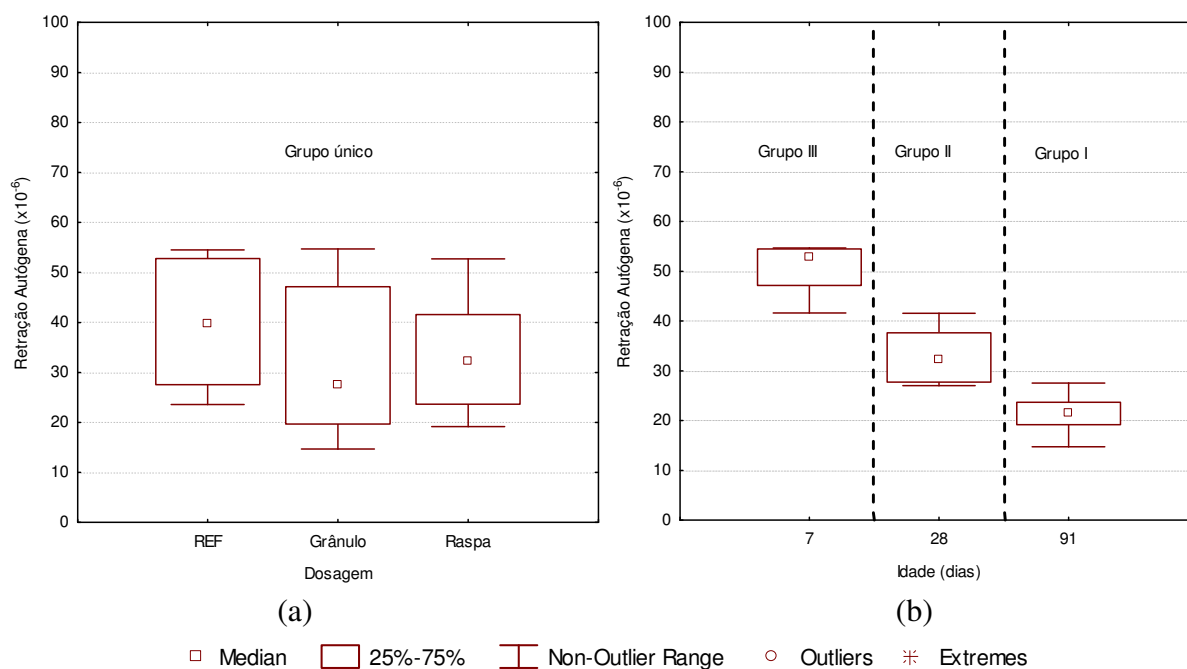 100
90
80
70
60
50
40
30
20
10
0
Retração Autógena (x10⁻⁶)
Grupo único
REF Grânulo Raspa
Dosagem
(a)
100
90
80
70
60
50
40
30
20
10
0
Retração Autógena (x10⁻⁶)
Grupo III Grupo II Grupo I
7 28 91
Idade (dias)
(b)
Median 25%-75% Non-Outlier Range Outliers Extremes